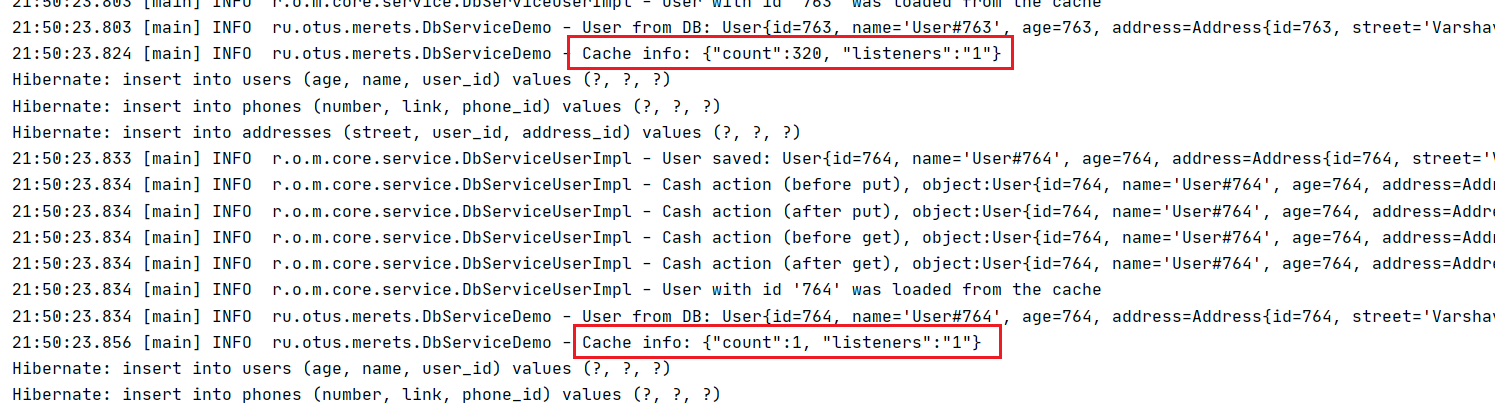 21:50:23.803 [main] INFO  r.o.m.core.service.DbServiceUserImpl - User with id '763' was loaded from the cache
21:50:23.803 [main] INFO  ru.otus.merets.DbServiceDemo - User from DB: User{id=763, name='User#763', age=763, address=Address{id=763, street='Varshav
21:50:23.824 [main] INFO  ru.otus.merets.DbServiceDemo - Cache info: {"count":320, "listeners":"1"}
Hibernate: insert into users (age, name, user_id) values (?, ?, ?)
Hibernate: insert into phones (number, link, phone_id) values (?, ?, ?)
Hibernate: insert into addresses (street, user_id, address_id) values (?, ?, ?)
21:50:23.833 [main] INFO  r.o.m.core.service.DbServiceUserImpl - User saved: User{id=764, name='User#764', age=764, address=Address{id=764, street='V
21:50:23.834 [main] INFO  r.o.m.core.service.DbServiceUserImpl - Cash action (before put), object:User{id=764, name='User#764', age=764, address=Addr
21:50:23.834 [main] INFO  r.o.m.core.service.DbServiceUserImpl - Cash action (after put), object:User{id=764, name='User#764', age=764, address=Addre
21:50:23.834 [main] INFO  r.o.m.core.service.DbServiceUserImpl - Cash action (before get), object:User{id=764, name='User#764', age=764, address=Addr
21:50:23.834 [main] INFO  r.o.m.core.service.DbServiceUserImpl - Cash action (after get), object:User{id=764, name='User#764', age=764, address=Addre
21:50:23.834 [main] INFO  r.o.m.core.service.DbServiceUserImpl - User with id '764' was loaded from the cache
21:50:23.834 [main] INFO  ru.otus.merets.DbServiceDemo - User from DB: User{id=764, name='User#764', age=764, address=Address{id=764, street='Varshav
21:50:23.856 [main] INFO  ru.otus.merets.DbServiceDemo - Cache info: {"count":1, "listeners":"1"}
Hibernate: insert into users (age, name, user_id) values (?, ?, ?)
Hibernate: insert into phones (number, link, phone_id) values (?, ?, ?)